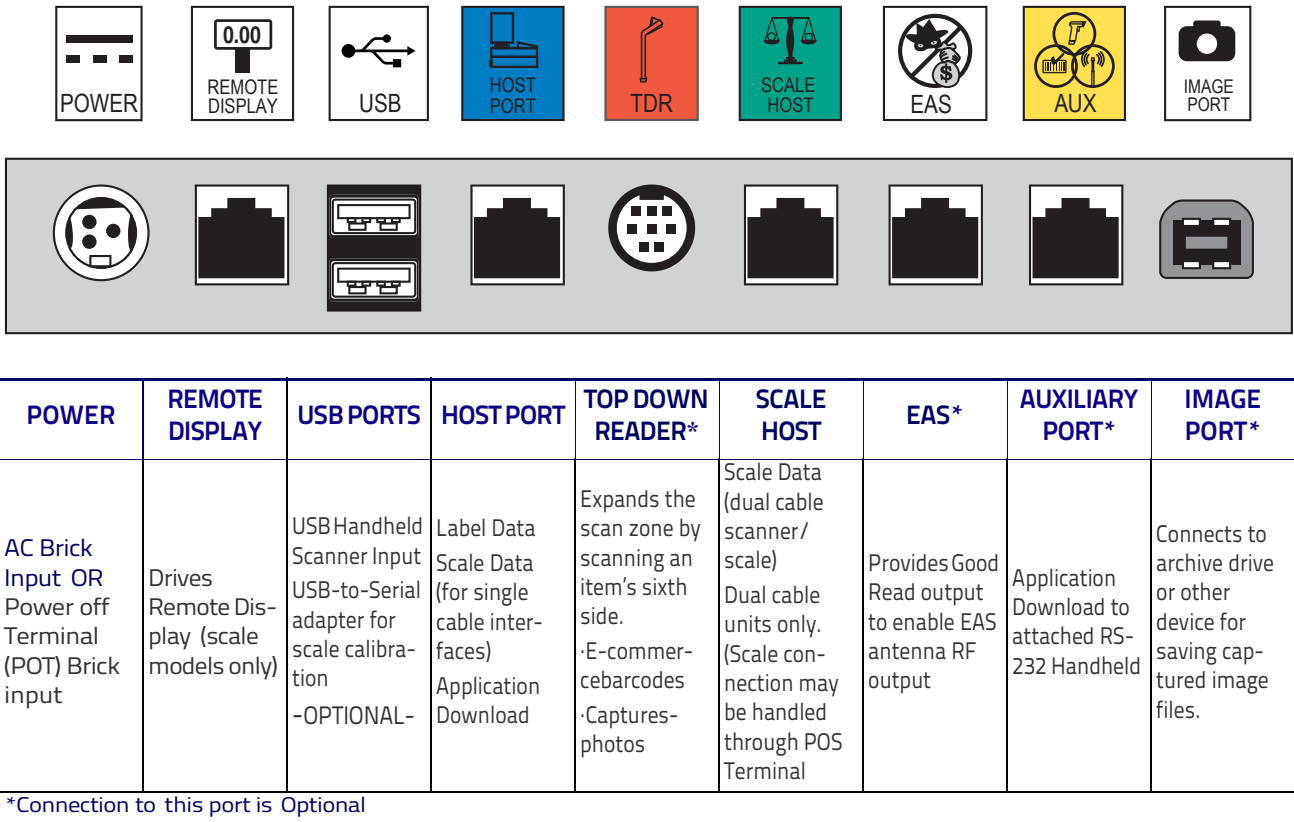 POWER
0.00
REMOTE
DISPLAY
USB
HOST
PORT
TDR
SCALE
HOST
$
EAS
AUX
IMAGE
PORT
POWER
REMOTE
DISPLAY
USB PORTS
HOST PORT
TOP DOWN
READER*
SCALE
HOST
EAS*
AUXILIARY
PORT*
IMAGE
PORT*
AC Brick
Input OR
Power off
Terminal
(POT) Brick
input
Drives
Remote Dis-
play (scale
models only)
USB Handheld
Scanner Input
USB-to-Serial
adapter for
scale calibra-
tion
-OPTIONAL-
Label Data
Scale Data
(for single
cable inter-
faces)
Application
Download
Expands the
scan zone by
scanning an
item's sixth
side.
·E-commer-
cebarcodes
·Captures-
photos
Scale Data
(dual cable
scanner/
scale)
Dual cable
units only.
(Scale con-
nection may
be handled
through POS
Terminal
Provides Good
Read output
to enable EAS
antenna RF
output
Application
Download to
attached RS-
232 Handheld
Connects to
archive drive
or other
device for
saving cap-
tured image
files.
*Connection to this port is Optional